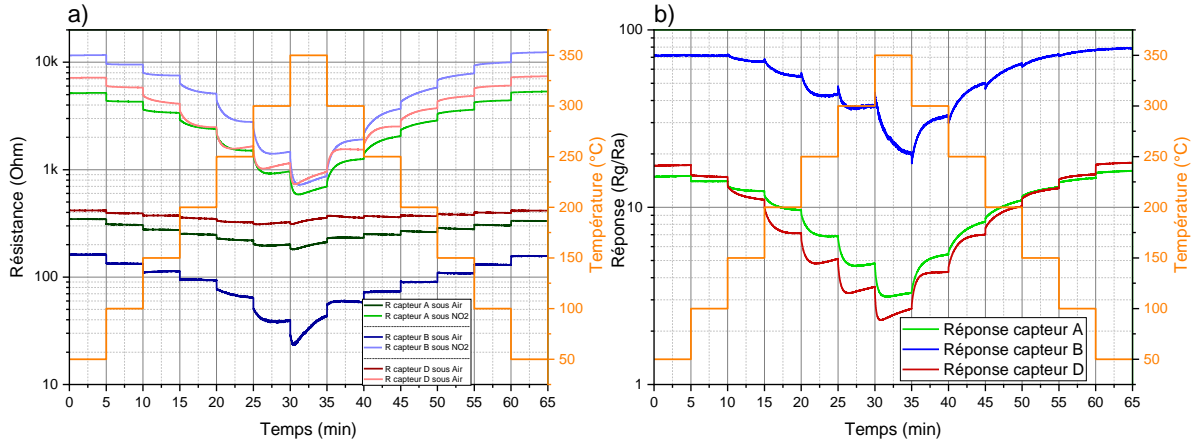 a)
10k
1k
100
10
Résistance (Ohm)
350
300
250
200
150
100
50
Température (°C)
R capteur A sous Air
R capteur A sous NO2
R capteur B sous Air
R capteur B sous NO2
R capteur D sous Air
R capteur D sous Air
0 5 10 15 20 25 30 35 40 45 50 55 60 65
Temps (min)
b)
100
10
1
Réponse (Rg/Ra)
350
300
250
200
150
100
50
Température (°C)
Réponse capteur A
Réponse capteur B
Réponse capteur D
0 5 10 15 20 25 30 35 40 45 50 55 60 65
Temps (min)